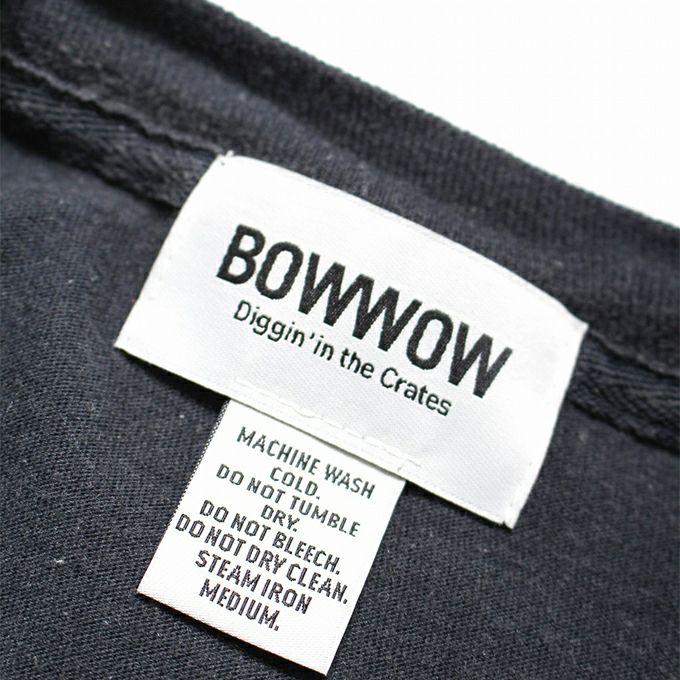 BOWWOW
Diggin' in the Crates
MACHINE WASH
COLD.
DO NOT TUMBLE
DRY.
DO NOT BLEECH.
DO NOT DRY CLEAN.
STEAM IRON
MEDIUM.